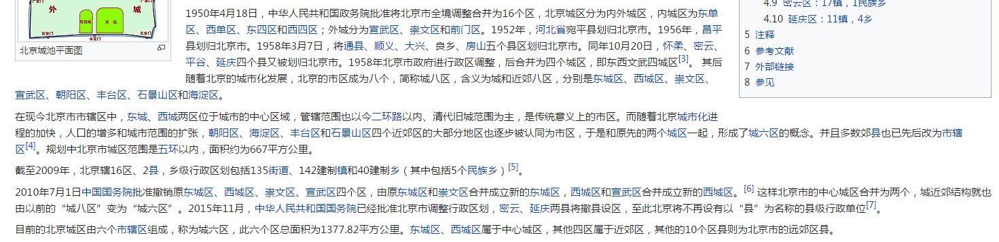 广安门
广渠门
外
城
先农坛
天 坛
右安门
永定门
左安门
北京城池平面图
1950年4月18日，中华人民共和国政务院批准将北京市全境调整合并为16个区，北京城区分为内外城区，内城区为东单
区、西单区、东四区和西四区；外城分为宣武区、崇文区和前门区。1952年，河北省宛平县划归北京市。1956年，昌平
县划归北京市。1958年3月7日，将通县、顺义、大兴、良乡、房山五个县区划归北京市。同年10月20日，怀柔、密云、
平谷、延庆四个县又被划归北京市。1958年北京市政府进行政区调整，后合并为四个城区，即东西文武四城区[3]。 其后
随着北京的城市化发展，北京的市区成为八个，简称城八区，含义为城和近郊八区，分别是东城区、西城区、崇文区、
宣武区、朝阳区、丰台区、石景山区和海淀区。
4.9 密云区：17镇，1民族乡
4.10 延庆区：11镇，4乡
5 注释
6 参考文献
7 外部链接
8 参见
在现今北京市市辖区中，东城、西城两区位于城市的中心区域，管辖范围也以今二环路以内、清代旧城范围为主，是传统意义上的市区。而随着北京城市化进
程的加快，人口的增多和城市范围的扩张，朝阳区、海淀区、丰台区和石景山区四个近郊区的大部分地区也逐步被认同为市区，于是和原先的两个城区一起，形成了城六区的概念。并且多数郊县也已先后改为市辖
区[4]。规划中北京市城区范围是五环以内，面积约为667平方公里。
截至2009年，北京辖16区、2县，乡级行政区划包括135街道、142建制镇和40建制乡（其中包括5个民族乡）[5]。
2010年7月1日中国国务院批准撤销原东城区、西城区、崇文区、宣武区四个区，由原东城区和崇文区合并成立新的东城区，西城区和宣武区合并成立新的西城区。[6] 这样北京市的中心城区合并为两个，城近郊结构就也
由以前的“城八区”变为“城六区”。2015年11月，中华人民共和国国务院已经批准北京市调整行政区划，密云、延庆两县将撤县设区，至此北京将不再设有以“县”为名称的县级行政单位[7]。
目前的北京城区由六个市辖区组成，称为城六区，此六个区总面积为1377.82平方公里。东城区、西城区属于中心城区，其他四区属于近郊区，其他的10个区县则为北京市的远郊区县。